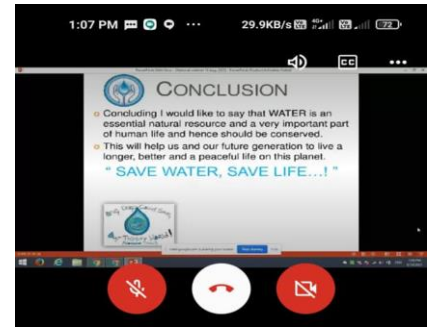 1:07 PM ... 29.9KB/s 72
CC
CONCLUSION
Concluding I would like to say that WATER is an
essential natural resource and a very important part
of human life and hence should be conserved.
This will help us and our future generation to live a
longer, better and a peaceful life on this planet.
“ SAVE WATER, SAVE LIFE...! ”